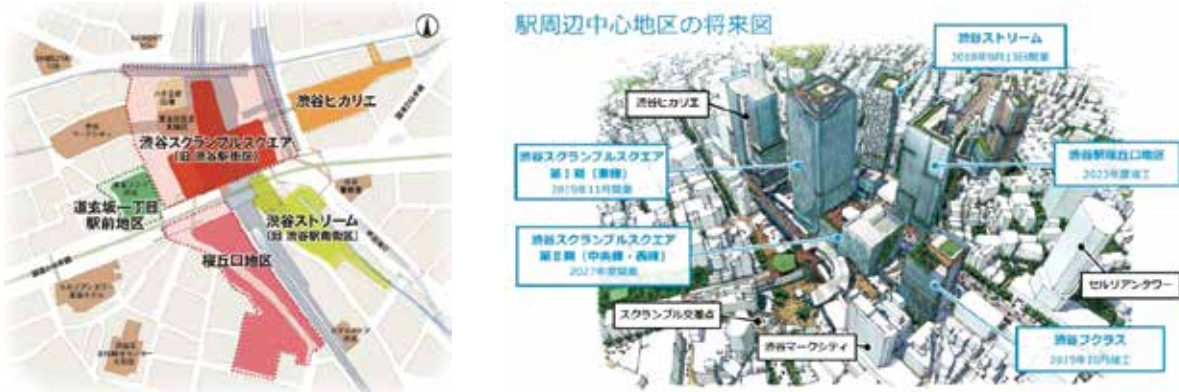 渋谷ヒカリエ
渋谷スクランブルスクエア
(旧 渋谷駅街区)
道玄坂一丁目
駅前地区
渋谷ストリーム
(旧 渋谷駅南街区)
桜丘口地区
駅周辺中心地区の将来図
渋谷ストリーム
2018年9月13日開業
渋谷ヒカリエ
渋谷スクランブルスクエア
第Ⅰ期(東棟)
2019年11月開業
渋谷駅桜丘口地区
2023年度竣工
渋谷スクランブルスクエア
第Ⅱ期(中央棟・西棟)
2027年度開業
セルリアンタワー
スクランブル交差点
渋谷マークシティ
渋谷フクラス
2019年10月竣工